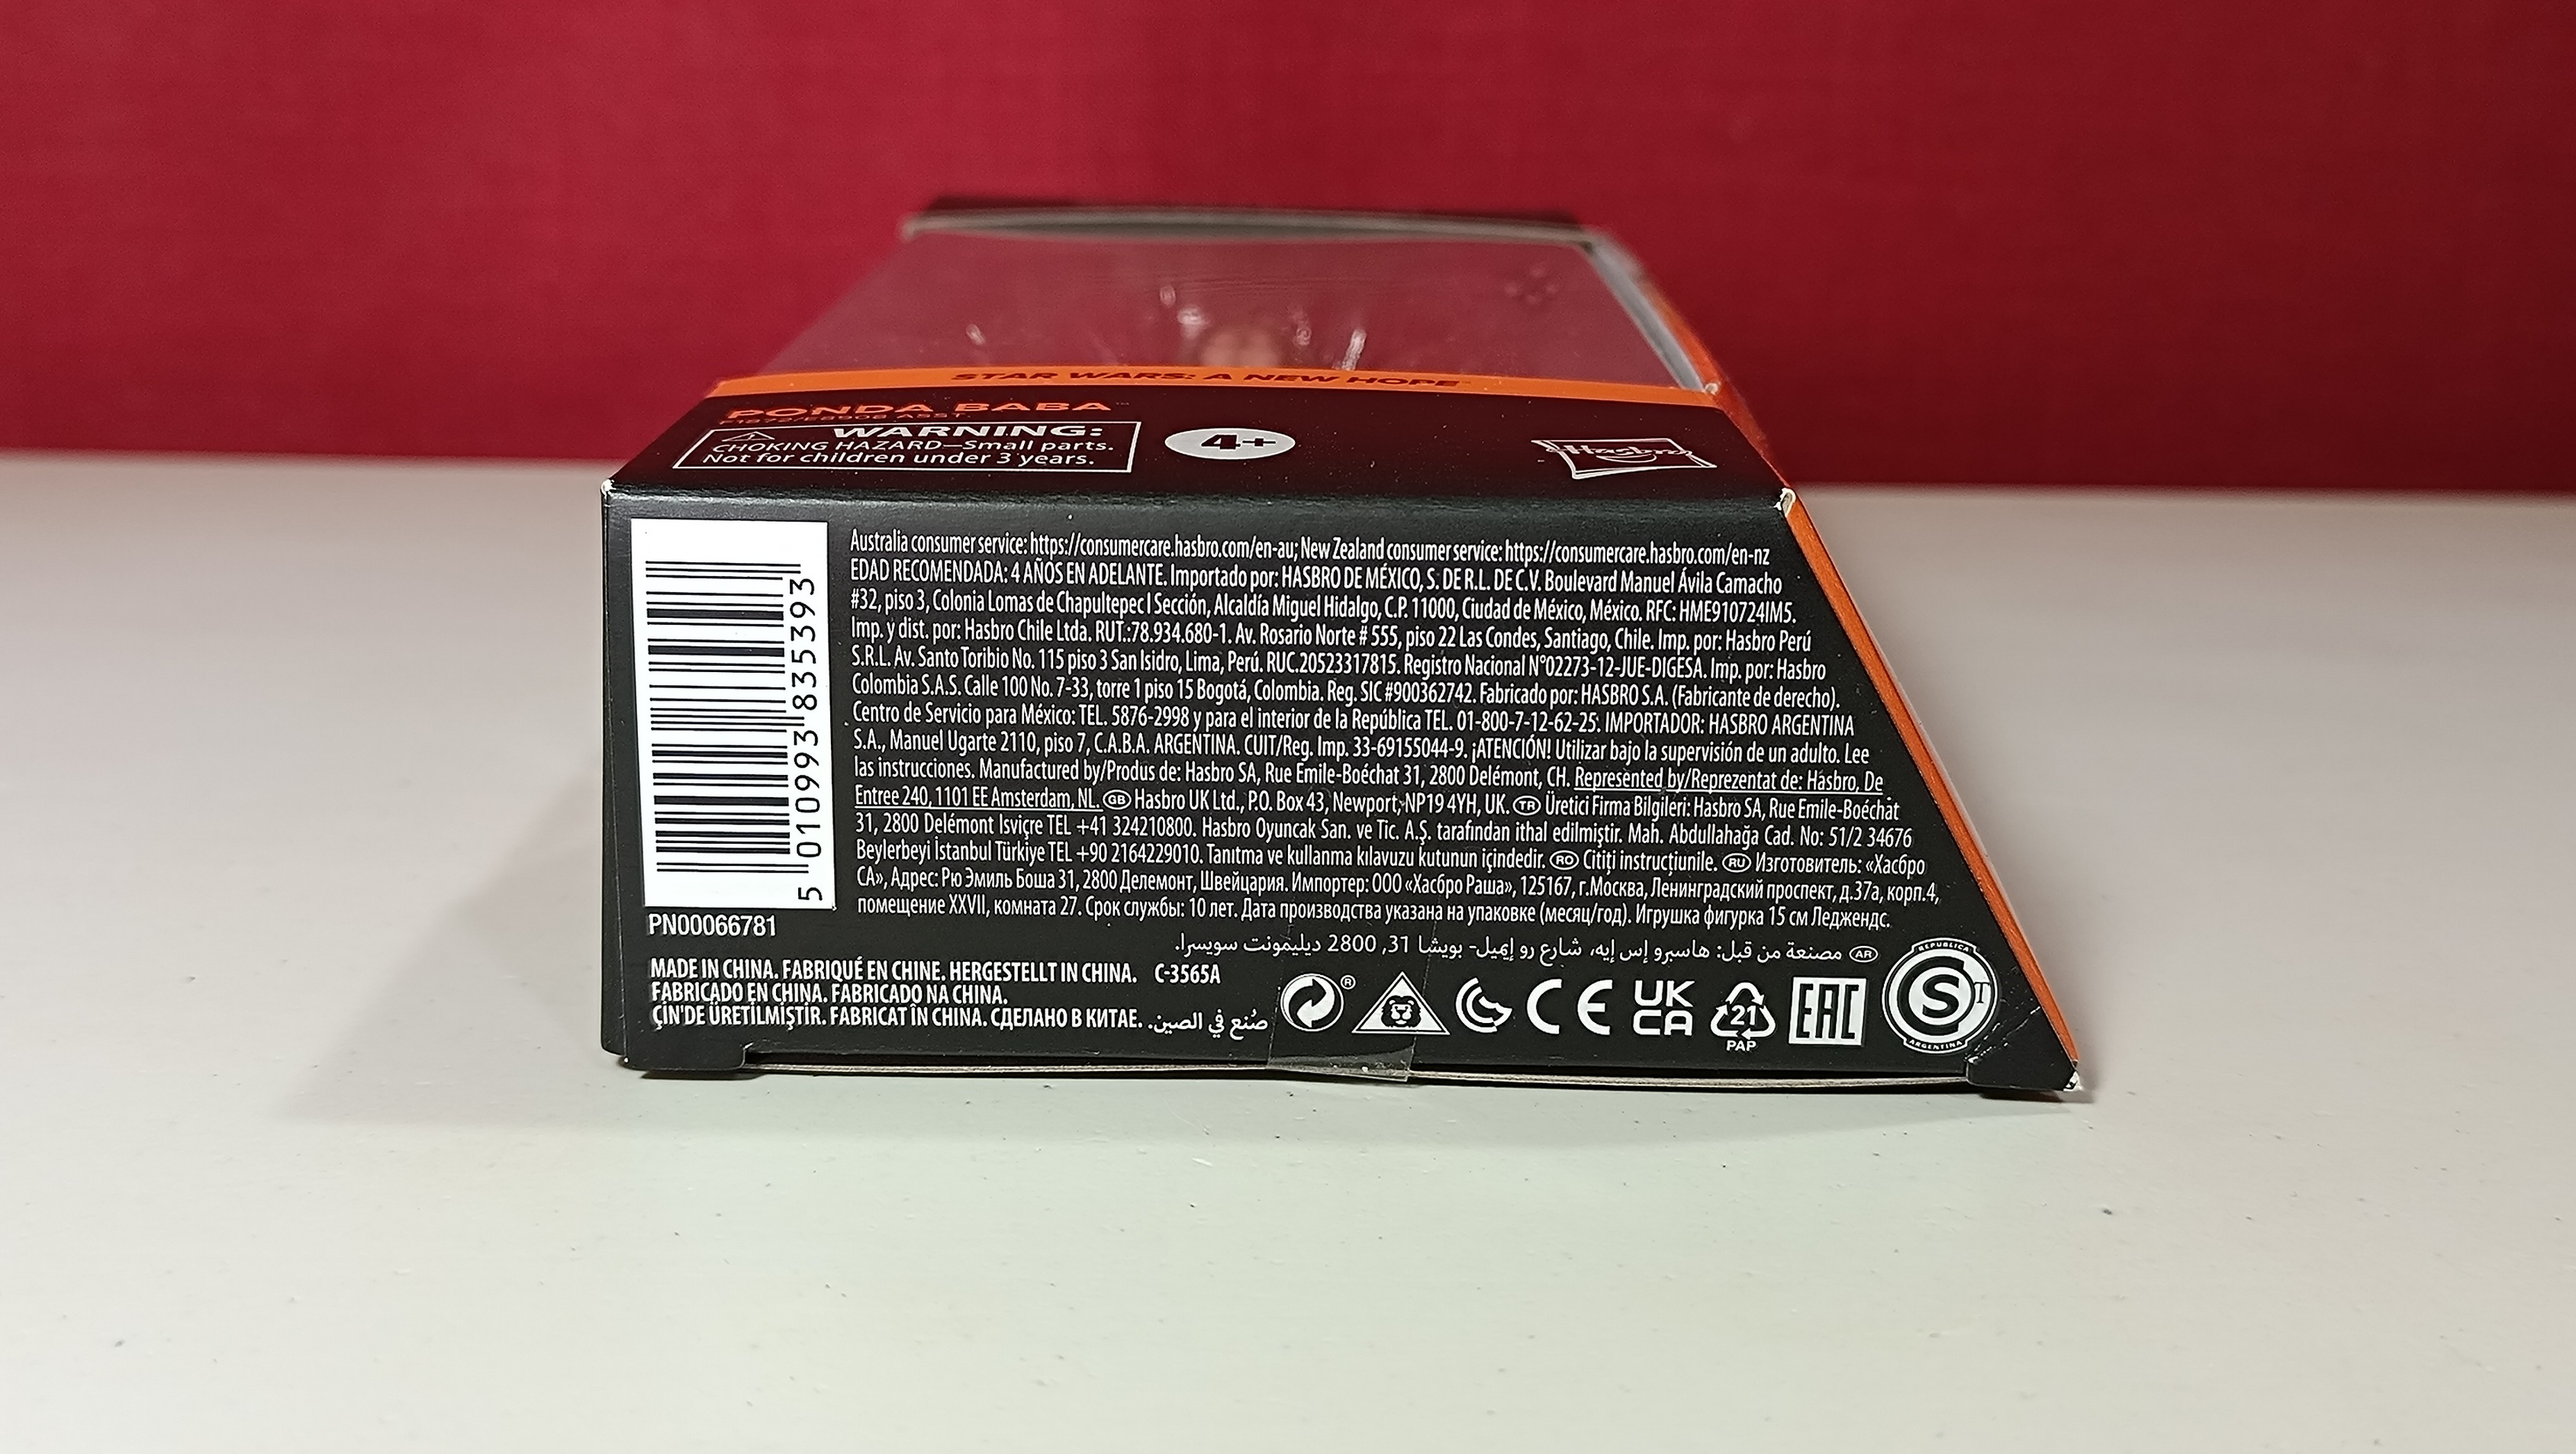 STAR WARS: A NEW HOPE™
PONDA BABA™
F1872/E8908 ASST.
⚠ WARNING:
CHOKING HAZARD—Small parts.
Not for children under 3 years.
4+
Hasbro
5 010993 835393
PN00066781
Australia consumer service: https://consumercare.hasbro.com/en-au; New Zealand consumer service: https://consumercare.hasbro.com/en-nz
EDAD RECOMENDADA: 4 AÑOS EN ADELANTE. Importado por: HASBRO DE MÉXICO, S. DE R.L. DE C.V. Boulevard Manuel Ávila Camacho
#32, piso 3, Colonia Lomas de Chapultepec I Sección, Alcaldía Miguel Hidalgo, C.P. 11000, Ciudad de México, México. RFC: HME910724IM5.
Imp. y dist. por: Hasbro Chile Ltda. RUT.:78.934.680-1. Av. Rosario Norte # 555, piso 22 Las Condes, Santiago, Chile. Imp. por: Hasbro Perú
S.R.L. Av. Santo Toribio No. 115 piso 3 San Isidro, Lima, Perú. RUC.20523317815. Registro Nacional N°02273-12-JUE-DIGESA. Imp. por: Hasbro
Colombia S.A.S. Calle 100 No. 7-33, torre 1 piso 15 Bogotá, Colombia. Reg. SIC #900362742. Fabricado por: HASBRO S.A. (Fabricante de derecho).
Centro de Servicio para México: TEL. 5876-2998 y para el interior de la República TEL. 01-800-7-12-62-25. IMPORTADOR: HASBRO ARGENTINA
S.A., Manuel Ugarte 2110, piso 7, C.A.B.A. ARGENTINA. CUIT/Reg. Imp. 33-69155044-9. ¡ATENCIÓN! Utilizar bajo la supervisión de un adulto. Lee
las instrucciones. Manufactured by/Produs de: Hasbro SA, Rue Emile-Boéchat 31, 2800 Delémont, CH. Represented by/Reprezentat de: Hasbro, De
Entree 240, 1101 EE Amsterdam, NL. GB Hasbro UK Ltd., P.O. Box 43, Newport, NP19 4YH, UK. TR Üretici Firma Bilgileri: Hasbro SA, Rue Emile-Boéchat
31, 2800 Delémont Isviçre TEL +41 324210800. Hasbro Oyuncak San. ve Tic. A.Ş. tarafından ithal edilmiştir. Mah. Abdullahağa Cad. No: 51/2 34676
Beylerbeyi İstanbul Türkiye TEL +90 2164229010. Tanıtma ve kullanma kılavuzu kutunun içindedir. RO Citiți instrucțiunile. RU Изготовитель: «Хасбро
СА», Адрес: Рю Эмиль Боша 31, 2800 Делемонт, Швейцария. Импортер: ООО «Хасбро Раша», 125167, г.Москва, Ленинградский проспект, д.37а, корп.4,
помещение XXVII, комната 27. Срок службы: 10 лет. Дата производства указана на упаковке (месяц/год). Игрушка фигурка 15 см Леджендс.
AR مصنعة من قبل: هاسبرو إس إيه، شارع رو إيميل- بويشا 31, 2800 ديليمونت سويسرا.
MADE IN CHINA. FABRIQUÉ EN CHINE. HERGESTELLT IN CHINA. C-3565A
FABRICADO EN CHINA. FABRICADO NA CHINA.
ÇİN'DE ÜRETİLMİŞTİR. FABRICAT ÎN CHINA. СДЕЛАНО В КИТАЕ. صُنع في الصين.
®
CE
UK
CA
21
PAP
EAC
REPUBLICA
S
T
ARGENTINA